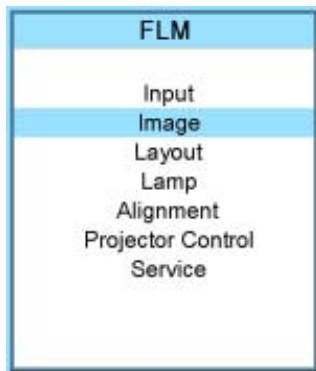 FLM
Input
Image
Layout
Lamp
Alignment
Projector Control
Service